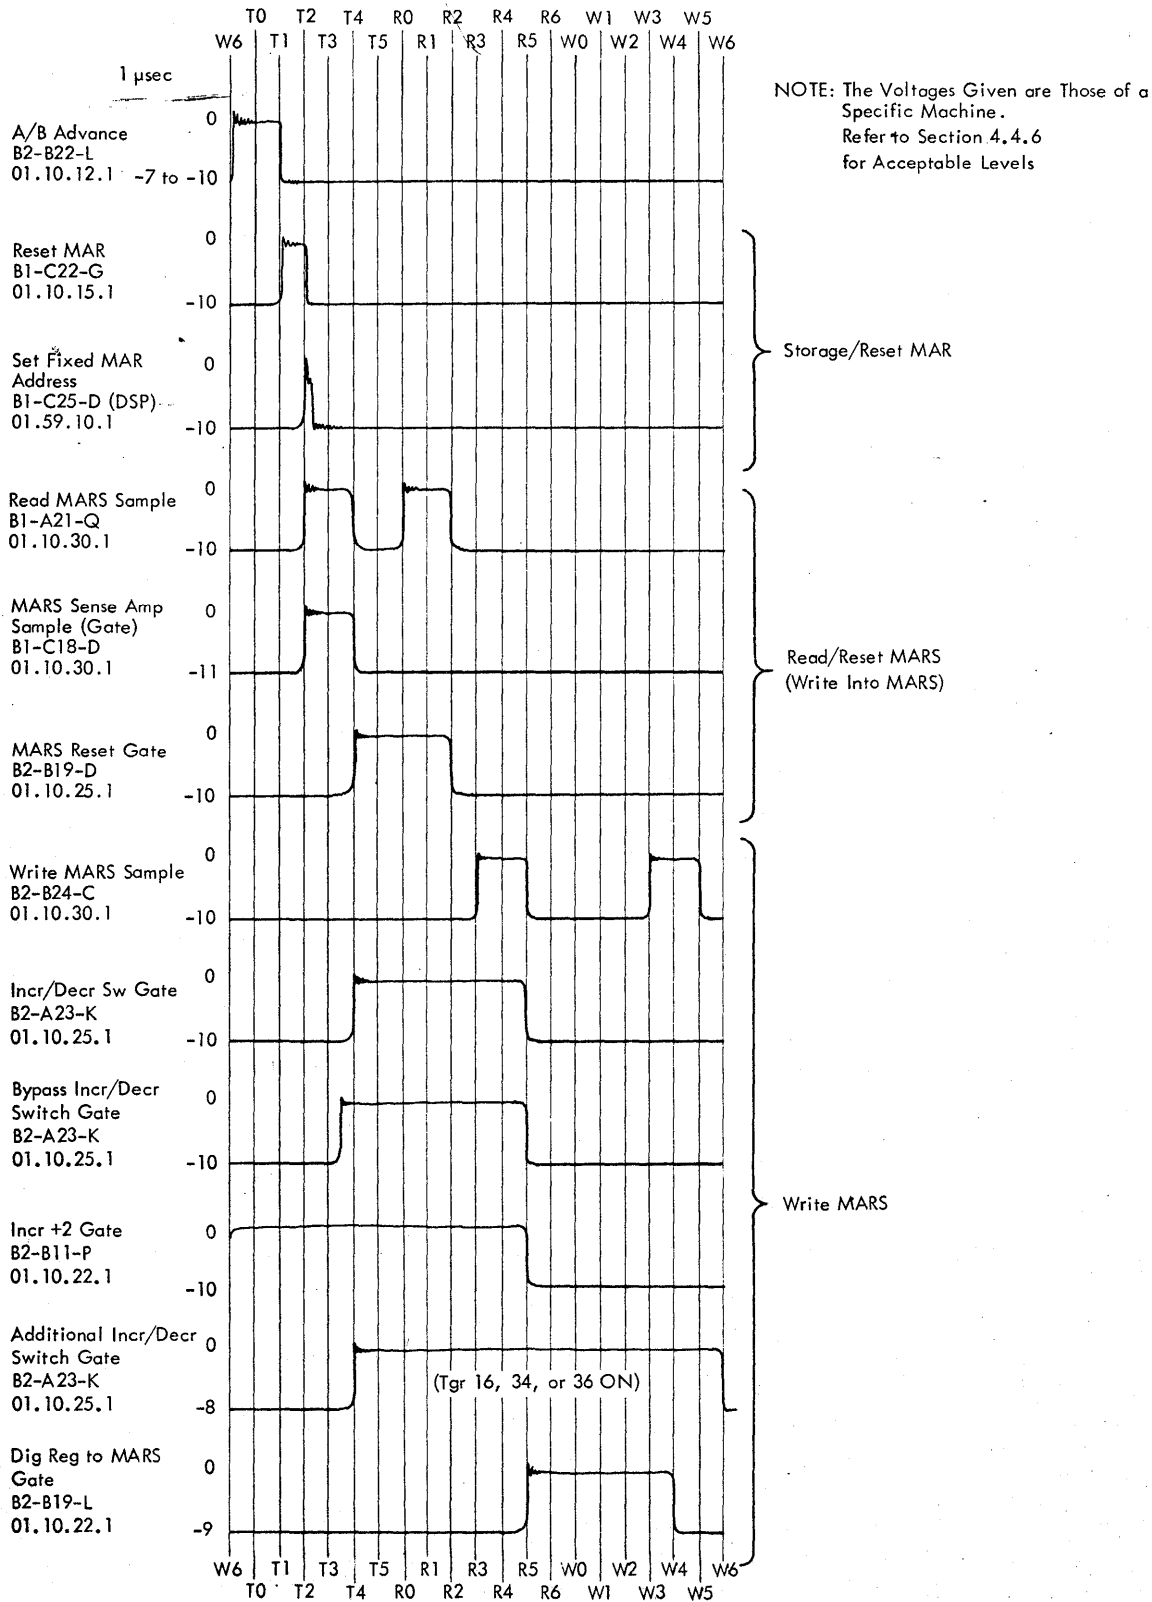 T0 T2 T4 R0 R2 R4 R6 W1 W3 W5
W6 T1 T3 T5 R1 R3 R5 W0 W2 W4 W6
1 μsec
NOTE: The Voltages Given are Those of a
Specific Machine.
Refer to Section 4.4.6
for Acceptable Levels
0
A/B Advance
B2-B22-L
01.10.12.1 -7 to -10
0
Reset MAR
B1-C22-G
01.10.15.1
-10
Set Fixed MAR
0
Address
B1-C25-D (DSP)
01.59.10.1
-10
Storage/Reset MAR
0
Read MARS Sample
B1-A21-Q
01.10.30.1
-10
MARS Sense Amp
0
Sample (Gate)
B1-C18-D
01.10.30.1
-11
Read/Reset MARS
(Write Into MARS)
0
MARS Reset Gate
B2-B19-D
01.10.25.1
-10
0
Write MARS Sample
B2-B24-C
01.10.30.1
-10
0
Incr/Decr Sw Gate
B2-A23-K
01.10.25.1
-10
Bypass Incr/Decr
0
Switch Gate
B2-A23-K
01.10.25.1
-10
Write MARS
Incr +2 Gate
0
B2-B11-P
01.10.22.1
-10
Additional Incr/Decr
0
Switch Gate
B2-A23-K
(Tgr 16, 34, or 36 ON)
01.10.25.1
-8
Dig Reg to MARS
0
Gate
B2-B19-L
01.10.22.1
-9
W6 T1 T3 T5 R1 R3 R5 W0 W2 W4 W6
T0 T2 T4 R0 R2 R4 R6 W1 W3 W5